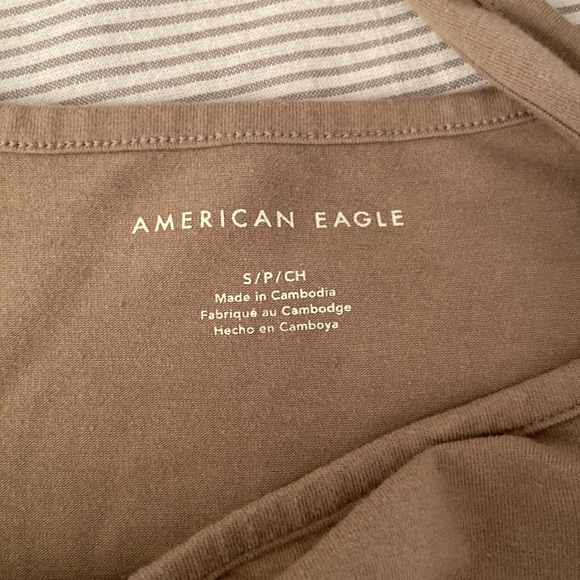 AMERICAN EAGLE
S/P/CH
Made in Cambodia
Fabriqué au Cambodge
Hecho en Camboya